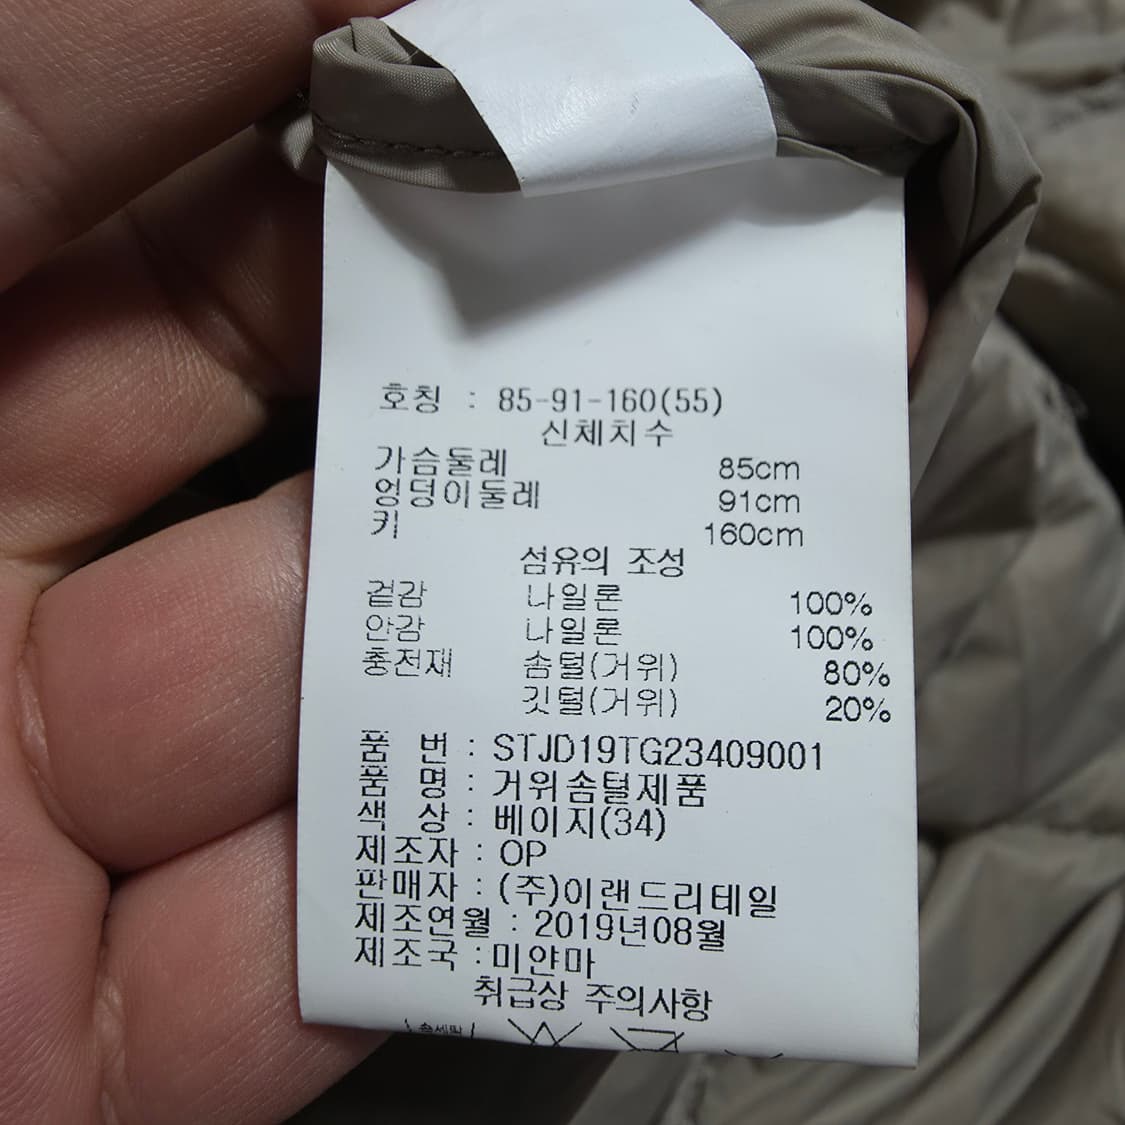 호칭 : 85-91-160(55)
신체치수
가슴둘레 85cm
엉덩이둘레 91cm
키 160cm
섬유의 조성
겉감 나일론 100%
안감 나일론 100%
충전재 솜털(거위) 80%
깃털(거위) 20%
품 번 : STJD19TG23409001
품 명 : 거위솜털제품
색 상 : 베이지(34)
제조자 : OP
판매자 : (주)이랜드리테일
제조연월 : 2019년08월
제조국 : 미얀마
취급상 주의사항